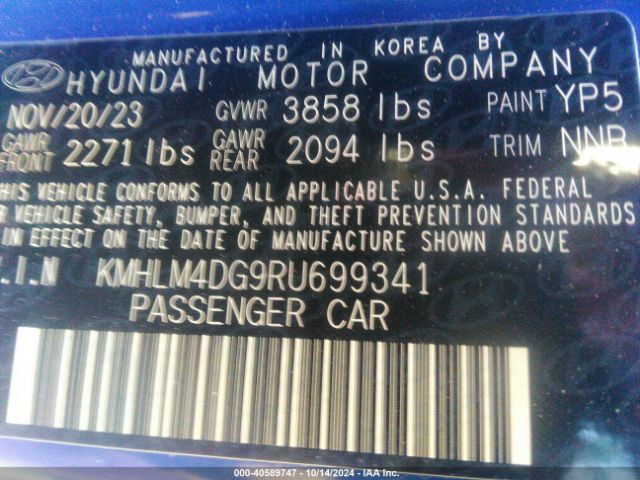 MANUFACTURED IN KOREA BY
HYUNDAI MOTOR COMPANY
NOV/20/23 GVWR 3858 lbs PAINT YP5
GAWR FRONT 2271 lbs GAWR REAR 2094 lbs TRIM NNB
THIS VEHICLE CONFORMS TO ALL APPLICABLE U.S.A. FEDERAL
VEHICLE SAFETY, BUMPER, AND THEFT PREVENTION STANDARDS
IN EFFECT ON THE DATE OF MANUFACTURE SHOWN ABOVE
.I.N KMHLM4DG9RU699341
PASSENGER CAR
000-40589747 - 10/14/2024 - IAA Inc.